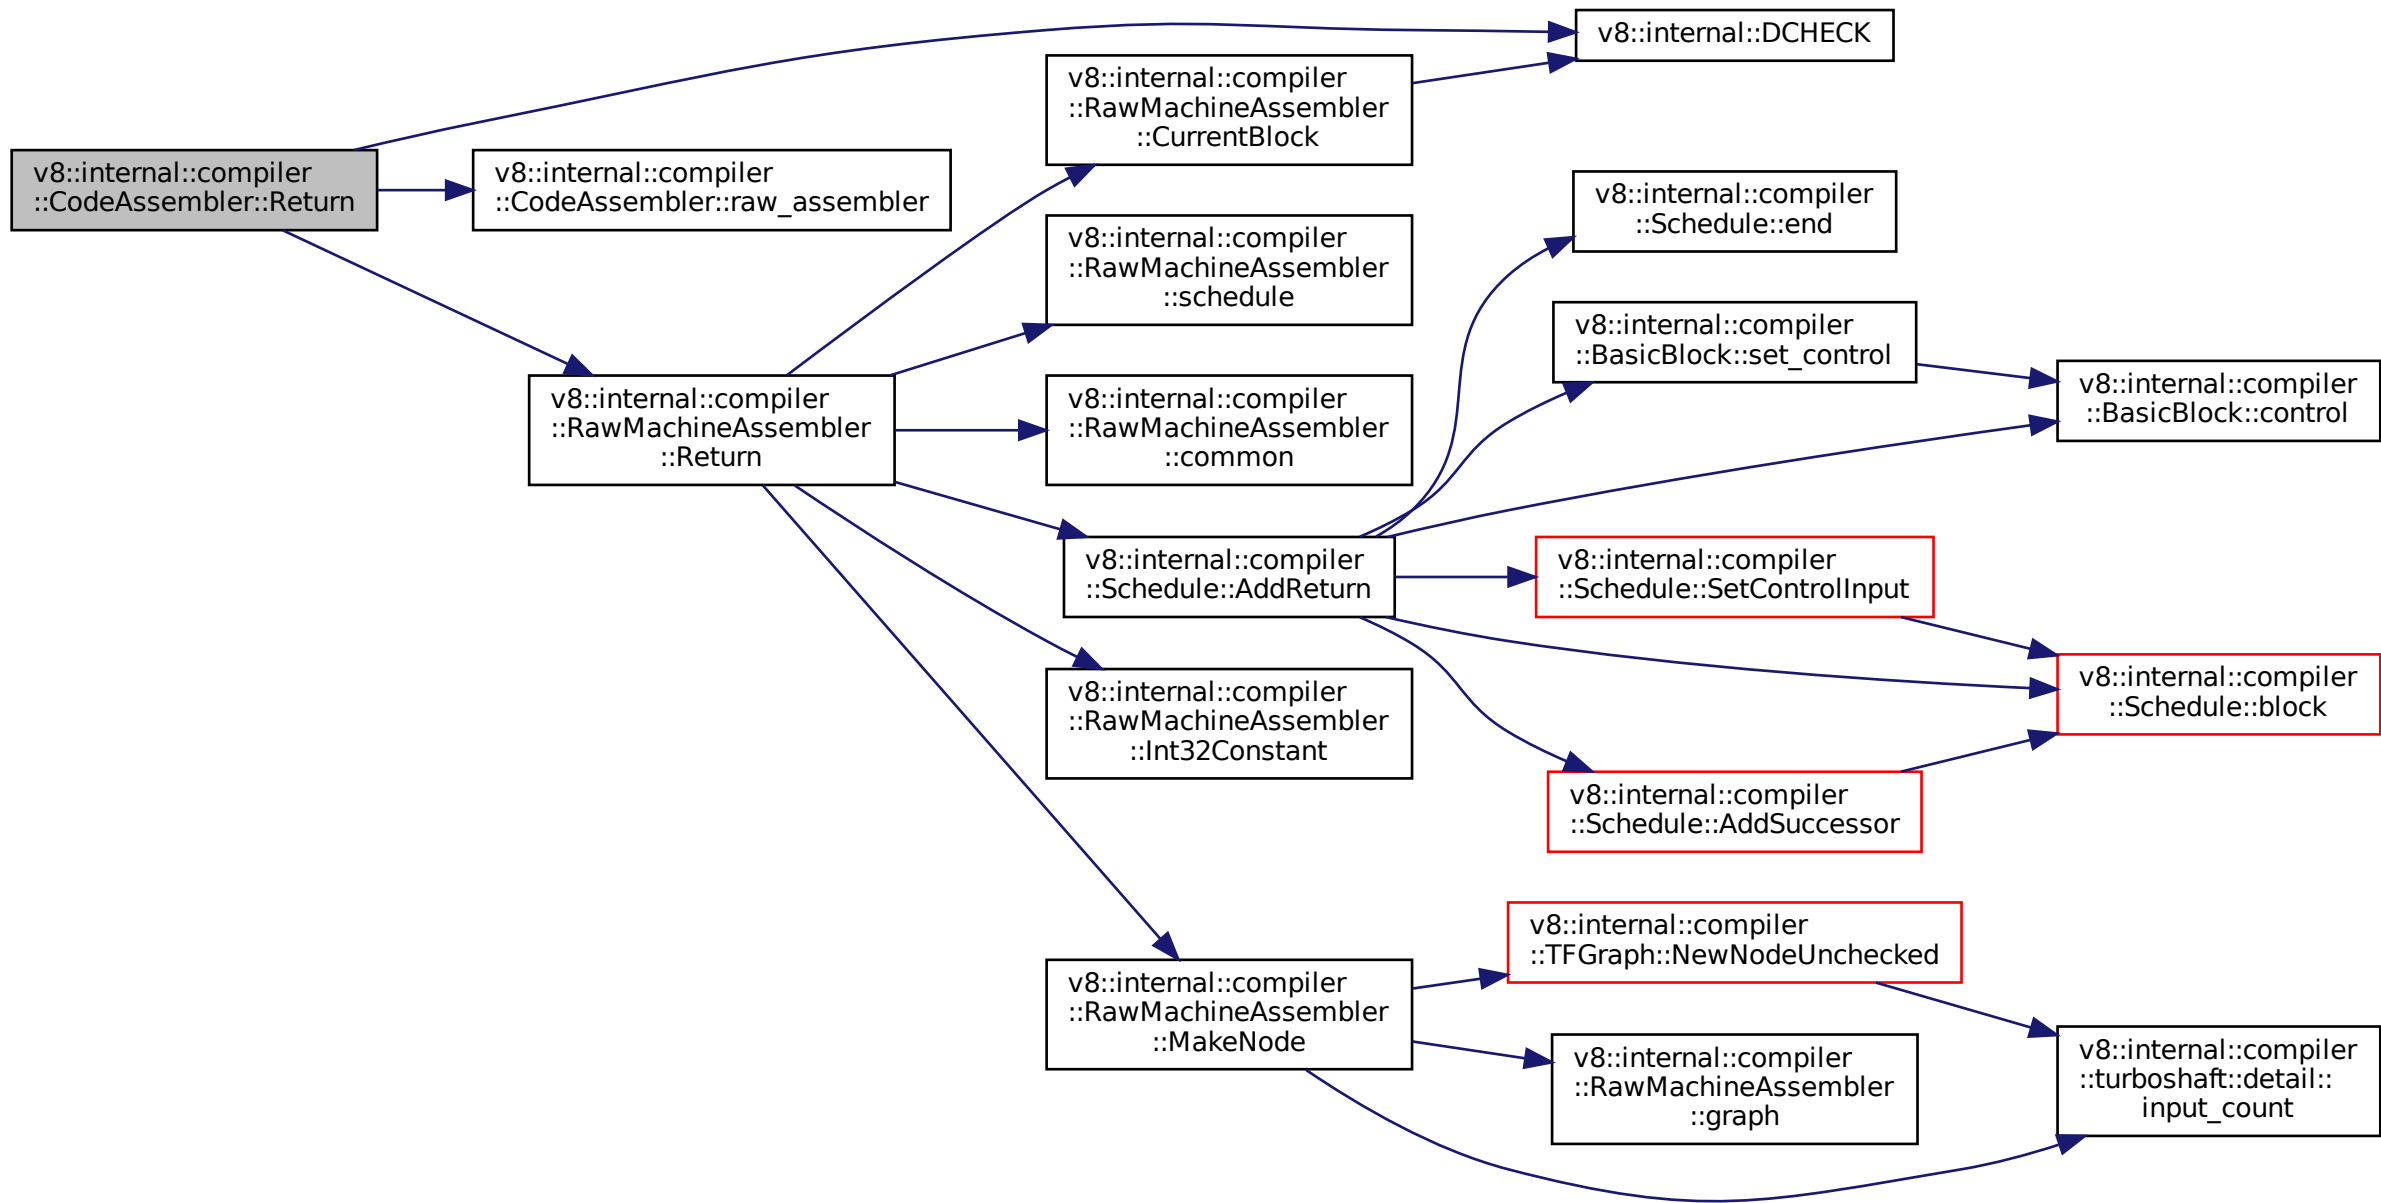 v8::internal::compiler
::CodeAssembler::Return
v8::internal::DCHECK
v8::internal::compiler
::CodeAssembler::raw_assembler
v8::internal::compiler
::RawMachineAssembler
::Return
v8::internal::compiler
::RawMachineAssembler
::CurrentBlock
v8::internal::compiler
::RawMachineAssembler
::schedule
v8::internal::compiler
::RawMachineAssembler
::common
v8::internal::compiler
::Schedule::AddReturn
v8::internal::compiler
::RawMachineAssembler
::Int32Constant
v8::internal::compiler
::RawMachineAssembler
::MakeNode
v8::internal::compiler
::Schedule::end
v8::internal::compiler
::BasicBlock::set_control
v8::internal::compiler
::BasicBlock::control
v8::internal::compiler
::Schedule::SetControlInput
v8::internal::compiler
::Schedule::block
v8::internal::compiler
::Schedule::AddSuccessor
v8::internal::compiler
::TFGraph::NewNodeUnchecked
v8::internal::compiler
::RawMachineAssembler
::graph
v8::internal::compiler
::turboshaft::detail::
input_count